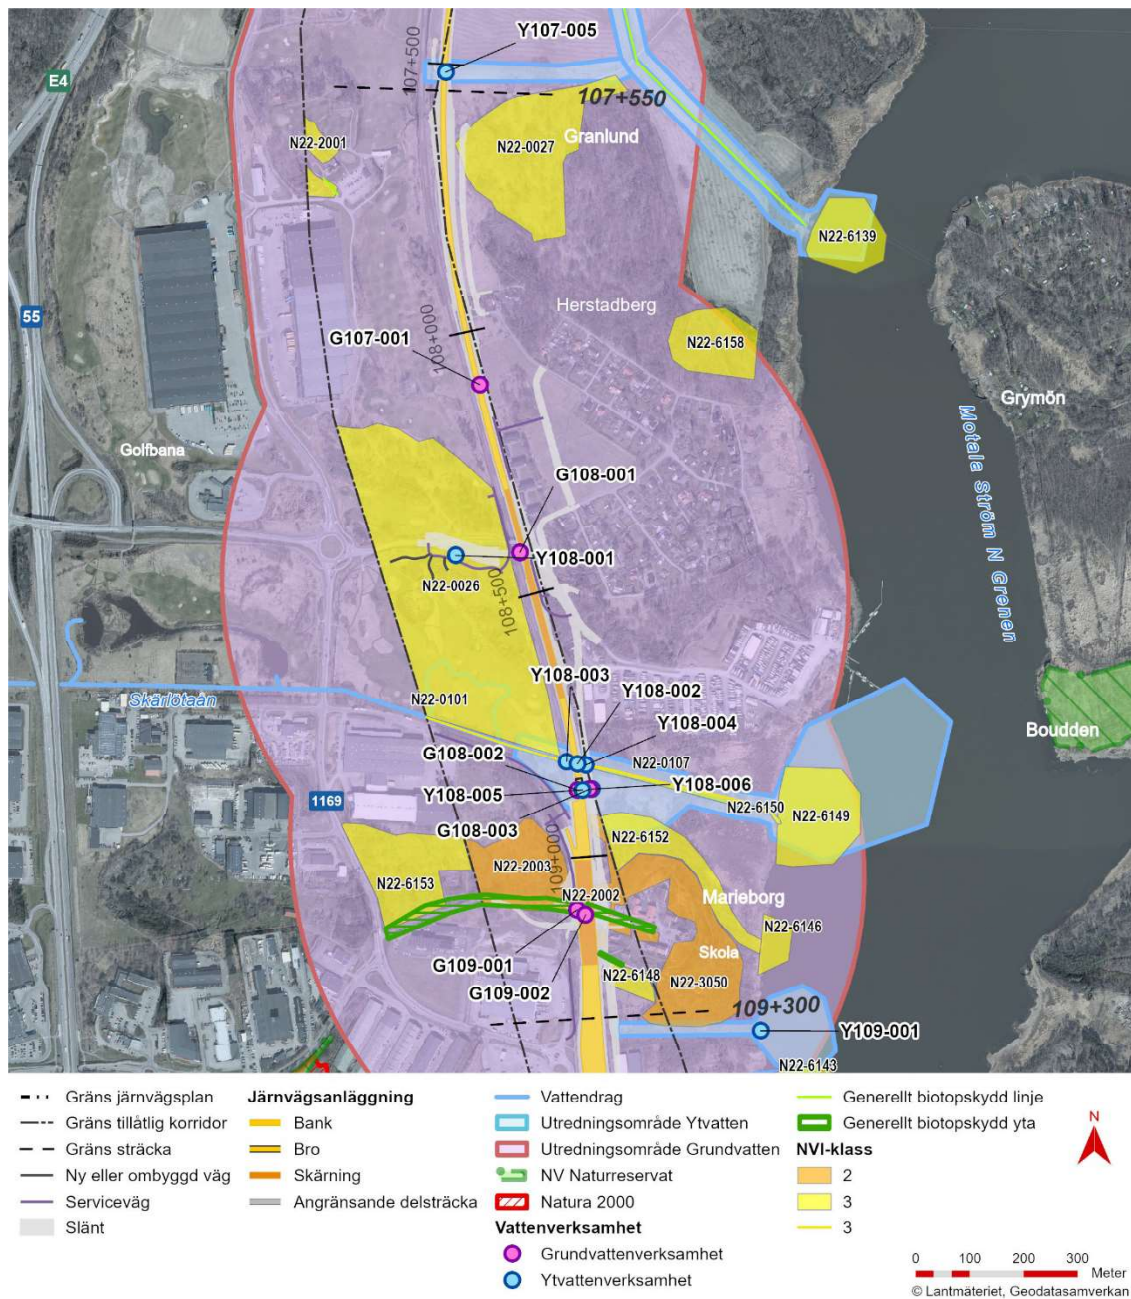 Y107-005
107+500
E4
107+550
Granlund
N22-2001
N22-0027
N22-6139
55
Herstadberg
G107-001
108+000
N22-6158
Grymön
Golfbana
Motala Ström N Grenen
G108-001
Y108-001
N22-0026
108+500
Y108-003
Y108-002
Skärlötaån
N22-0101
Y108-004
Boudden
G108-002
N22-0107
Y108-005
Y108-006
1169
N22-6150
N22-6149
G108-003
N22-6152
109+000
N22-2003
N22-6153
N22-2002
Marieborg
N22-6146
Skola
G109-001
N22-6148
N22-3050
G109-002
109+300
Y109-001
N22-6143
Gräns järnvägsplan
Gräns tillåtlig korridor
Gräns sträcka
Ny eller ombyggd väg
Serviceväg
Slänt
Järnvägsanläggning
Bank
Bro
Skärning
Angränsande delsträcka
Vattendrag
Utredningsområde Ytvatten
Utredningsområde Grundvatten
NV Naturreservat
Natura 2000
Vattenverksamhet
Grundvattenverksamhet
Ytvattenverksamhet
Generellt biotopskydd linje
Generellt biotopskydd yta
NVI-klass
2
3
3
N
0 100 200 300
Meter
© Lantmäteriet, Geodatasamverkan